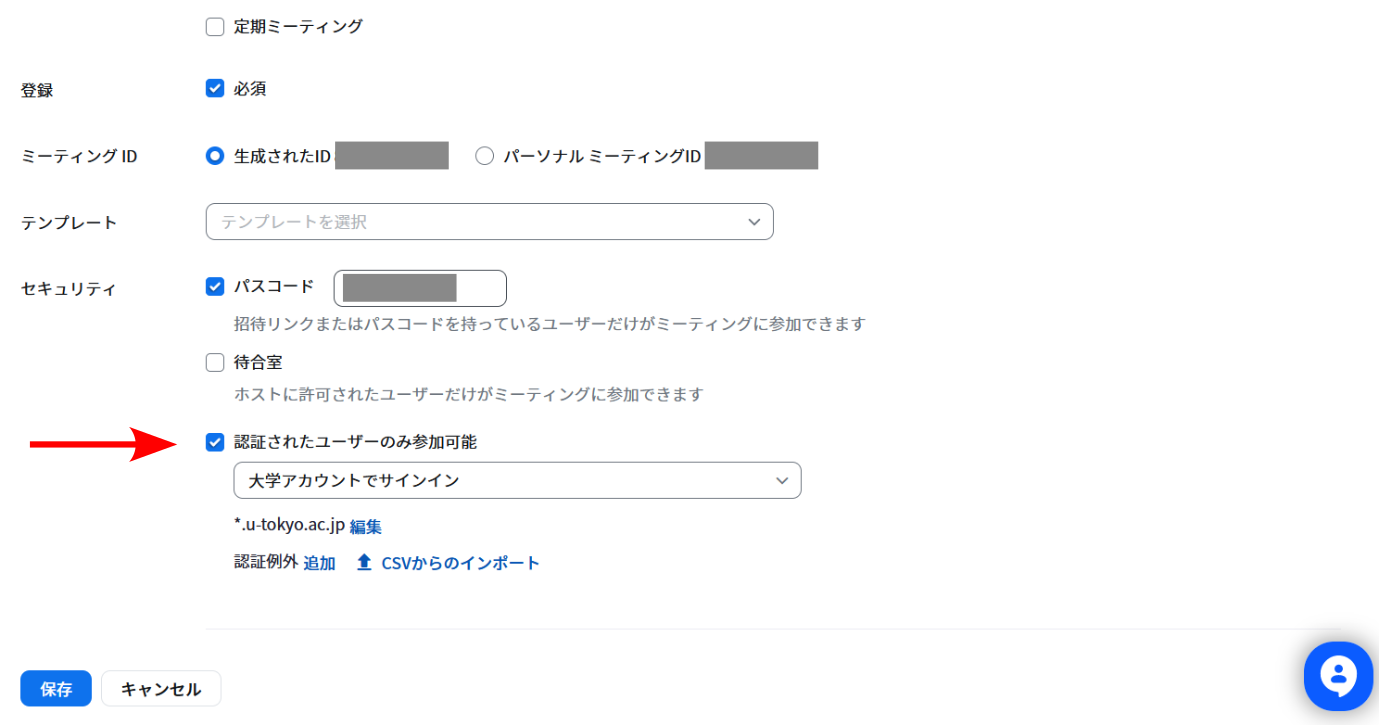 定期ミーティング
登録
必須
ミーティング ID
生成されたID
パーソナル ミーティングID
テンプレート
テンプレートを選択
セキュリティ
パスコード
招待リンクまたはパスコードを持っているユーザーだけがミーティングに参加できます
待合室
ホストに許可されたユーザーだけがミーティングに参加できます
認証されたユーザーのみ参加可能
大学アカウントでサインイン
*.u-tokyo.ac.jp 編集
認証例外 追加 CSVからのインポート
保存 キャンセル